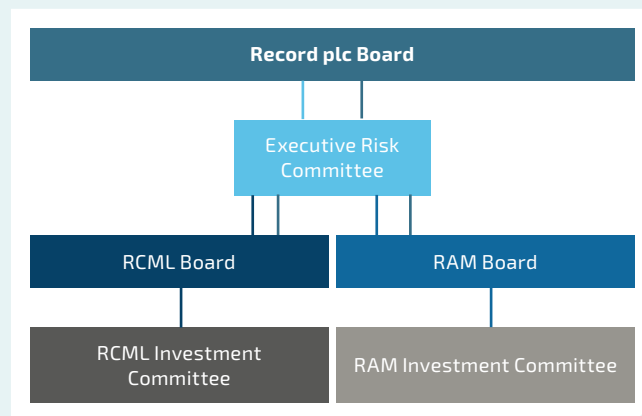 Record plc Board
Executive Risk
Committee
RCML Board
RAM Board
RCML Investment
Committee
RAM Investment Committee